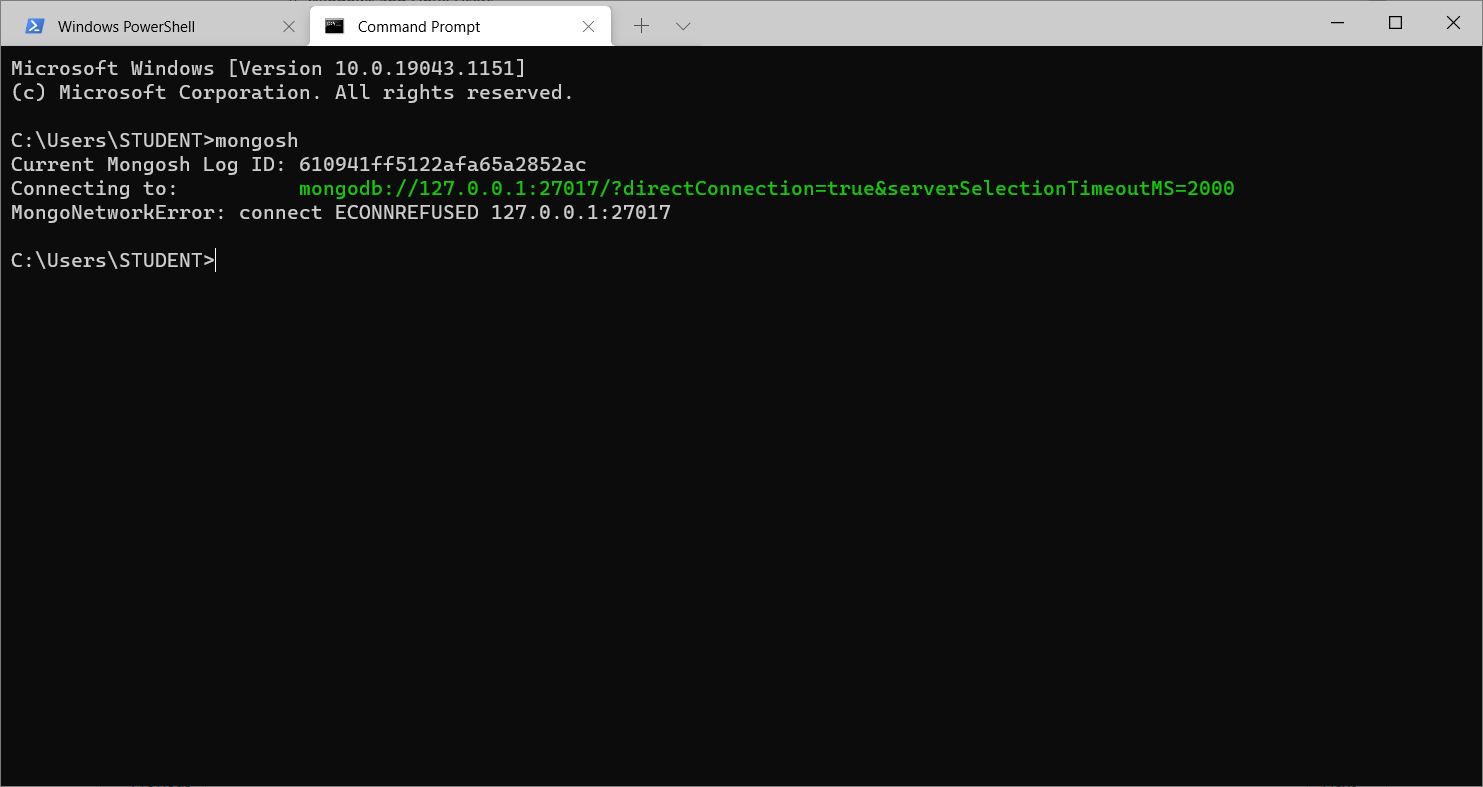 Windows PowerShell
Command Prompt
Microsoft Windows [Version 10.0.19043.1151]
(c) Microsoft Corporation. All rights reserved.
C:\Users\STUDENT>mongosh
Current Mongosh Log ID: 610941ff5122afa65a2852ac
Connecting to: mongodb://127.0.0.1:27017/?directConnection=true&serverSelectionTimeoutMS=2000
MongoNetworkError: connect ECONNREFUSED 127.0.0.1:27017
C:\Users\STUDENT>